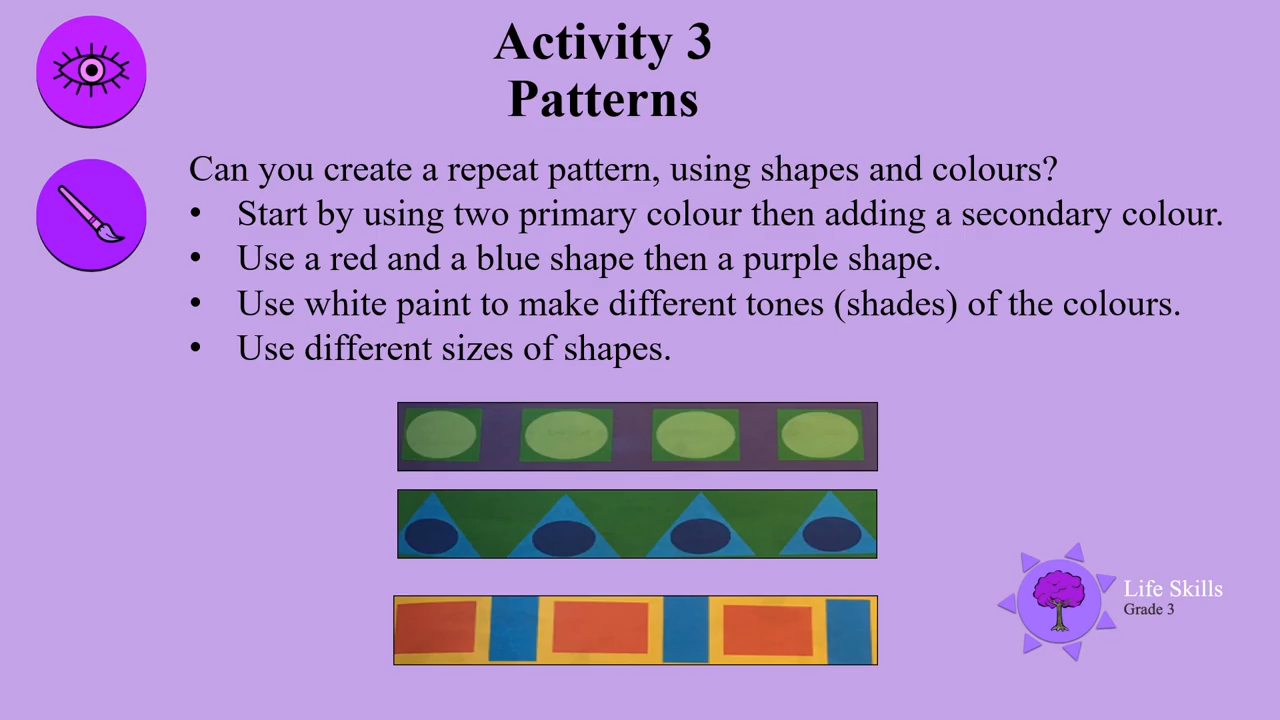 Activity 3
Patterns
Can you create a repeat pattern, using shapes and colours?
• Start by using two primary colour then adding a secondary colour.
• Use a red and a blue shape then a purple shape.
• Use white paint to make different tones (shades) of the colours.
• Use different sizes of shapes.
Life Skills
Grade 3